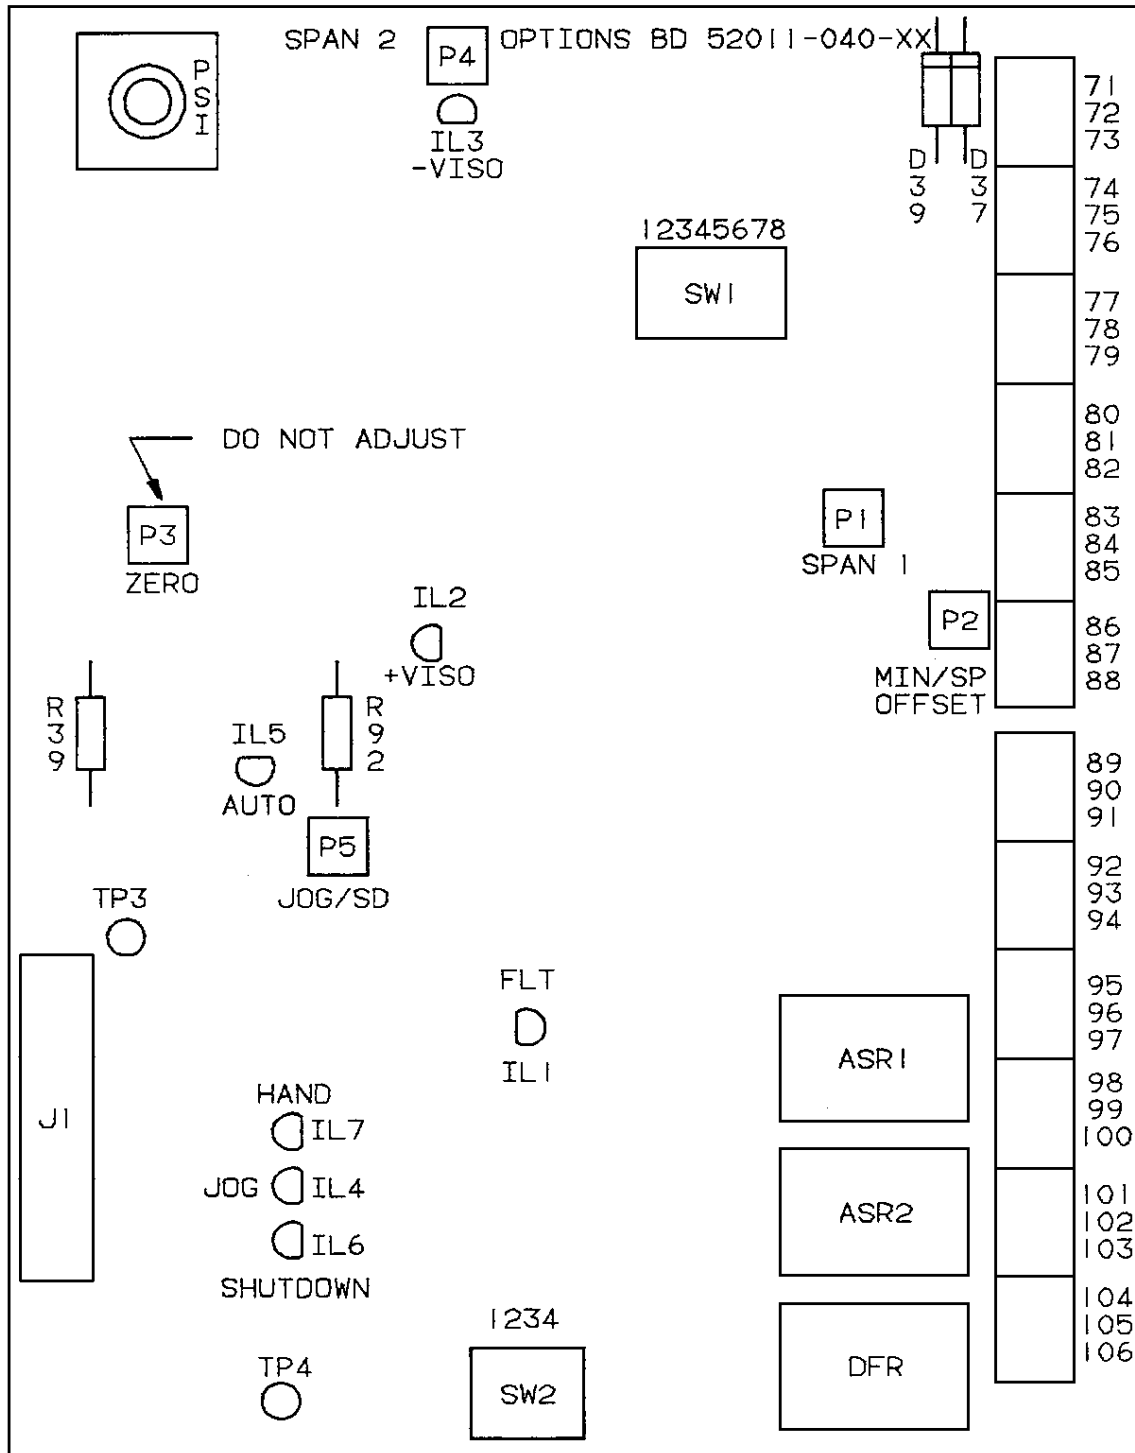 SPAN 2
P4
OPTIONS BD 52011-040-XX
PSI
IL3
-VISO
D39
D37
71
72
73
74
75
76
12345678
SW1
77
78
79
80
81
82
DO NOT ADJUST
P3
ZERO
P1
SPAN 1
83
84
85
P2
MIN/SP
OFFSET
86
87
88
IL2
+VISO
R39
IL5
AUTO
R92
P5
JOG/SD
89
90
91
92
93
94
TP3
J1
FLT
IL1
95
96
97
ASR1
98
99
100
HAND
IL7
JOG
IL4
IL6
SHUTDOWN
ASR2
101
102
103
1234
SW2
TP4
DFR
104
105
106